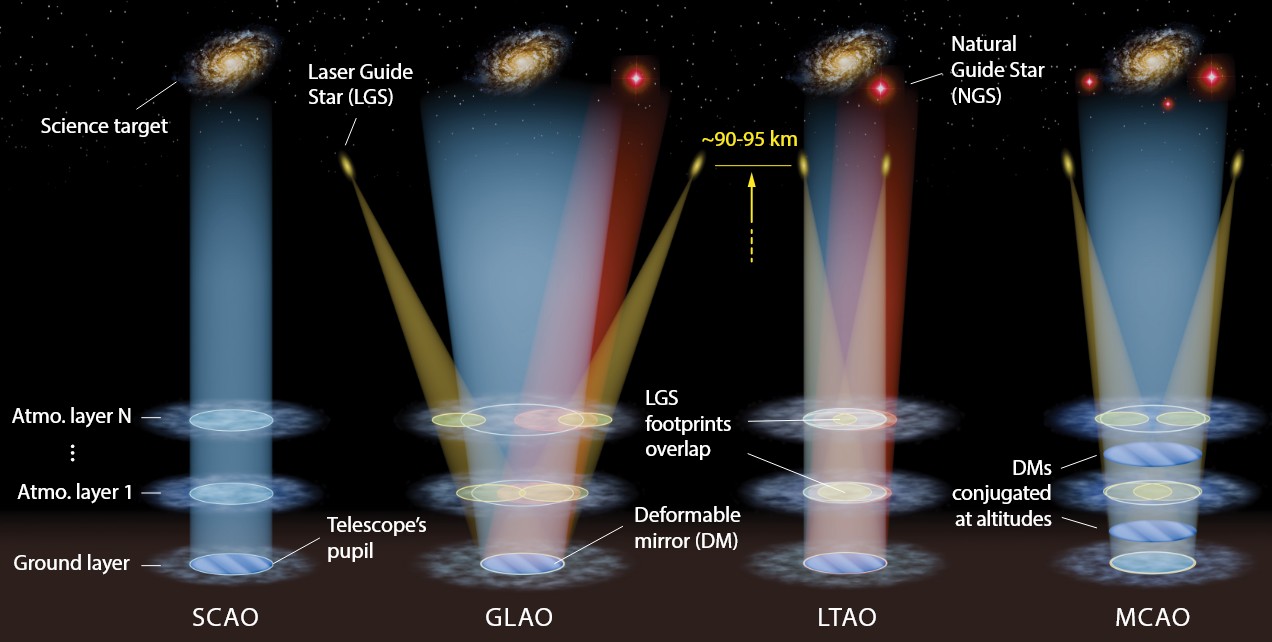 Science target
Laser Guide
Star (LGS)
~90-95 km
Natural
Guide Star
(NGS)
Atmo. layer N
⋮
Atmo. layer 1
Ground layer
Telescope's
pupil
LGS
footprints
overlap
Deformable
mirror (DM)
DMs
conjugated
at altitudes
SCAO
GLAO
LTAO
MCAO